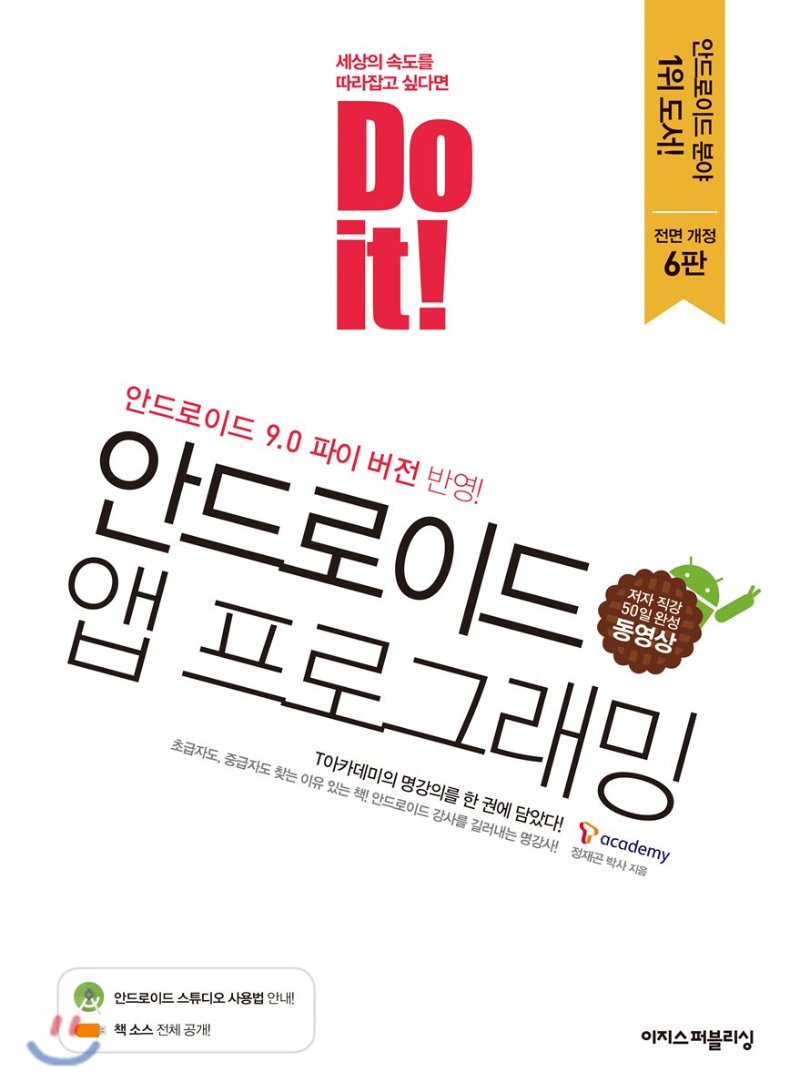 세상의 속도를
따라잡고 싶다면
Do
it!
안드로이드 분야
1위 도서!
전면 개정
6판
안드로이드 9.0 파이 버전 반영!
안드로이드
앱 프로그래밍
저자 직강
50일 완성
동영상
T아카데미의 명강의를 한 권에 담았다!
초급자도, 중급자도 찾는 이유 있는 책! 안드로이드 강사를 길러내는 명강사!
T academy
정재곤 박사 지음
안드로이드 스튜디오 사용법 안내!
책 소스 전체 공개!
이지스퍼블리싱